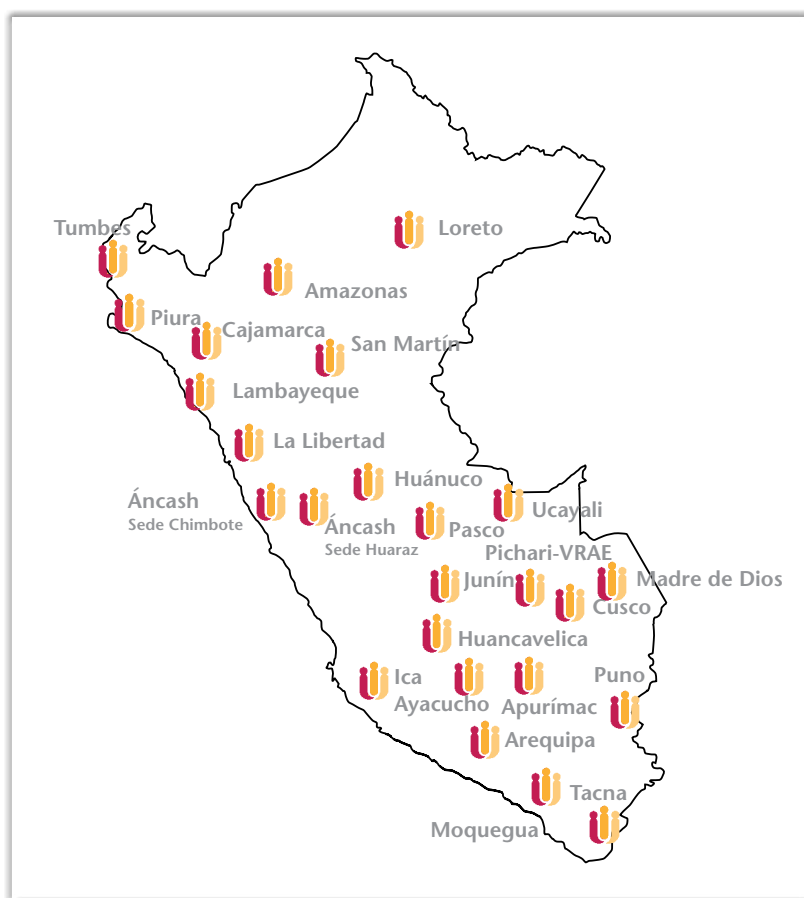 Tumbes
Loreto
Amazonas
Piura
Cajamarca
San Martín
Lambayeque
La Libertad
Huánuco
Áncash
Sede Chimbote
Áncash
Sede Huaraz
Pasco
Ucayali
Pichari-VRAE
Junín
Madre de Dios
Cusco
Huancavelica
Ica
Puno
Ayacucho
Apurímac
Arequipa
Tacna
Moquegua